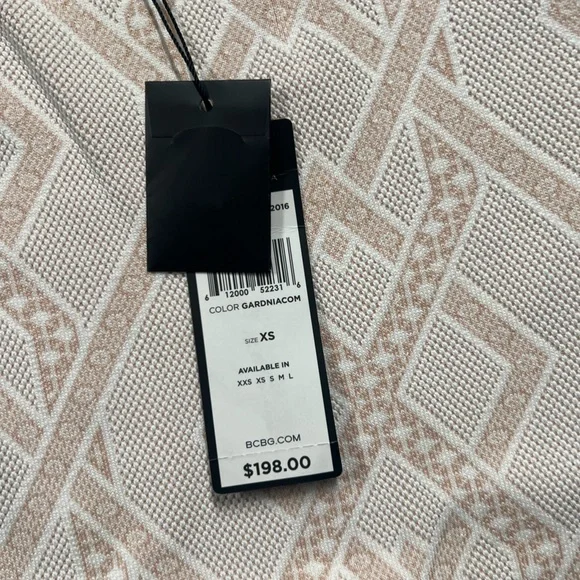 2016
6 12000 52231 6
COLOR GARDNIACOM
SIZE XS
AVAILABLE IN
XXS XS S M L
BCBG.COM
$198.00